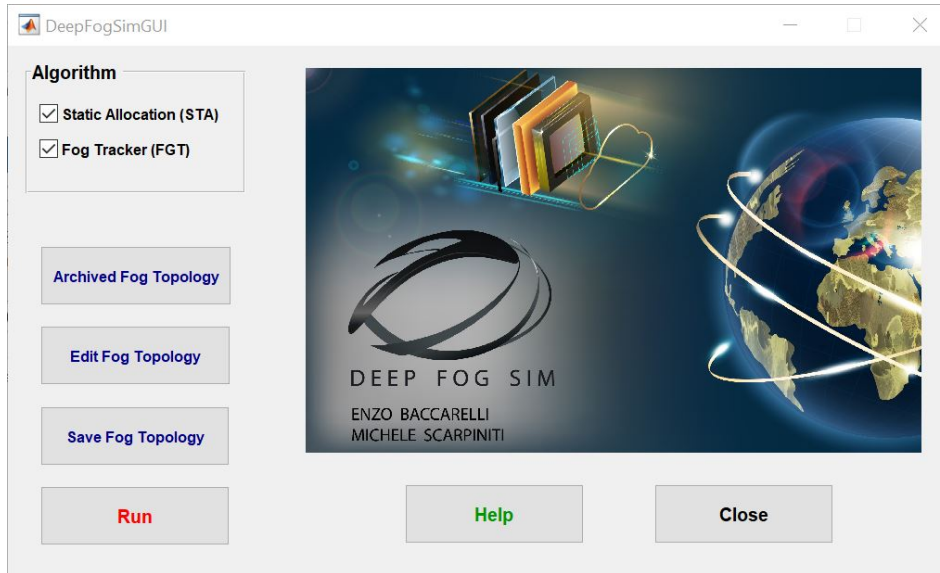 DeepFogSimGUI
Algorithm
Static Allocation (STA)
Fog Tracker (FGT)
Archived Fog Topology
Edit Fog Topology
Save Fog Topology
Run
DEEP FOG SIM
ENZO BACCARELLI
MICHELE SCARPINITI
Help
Close